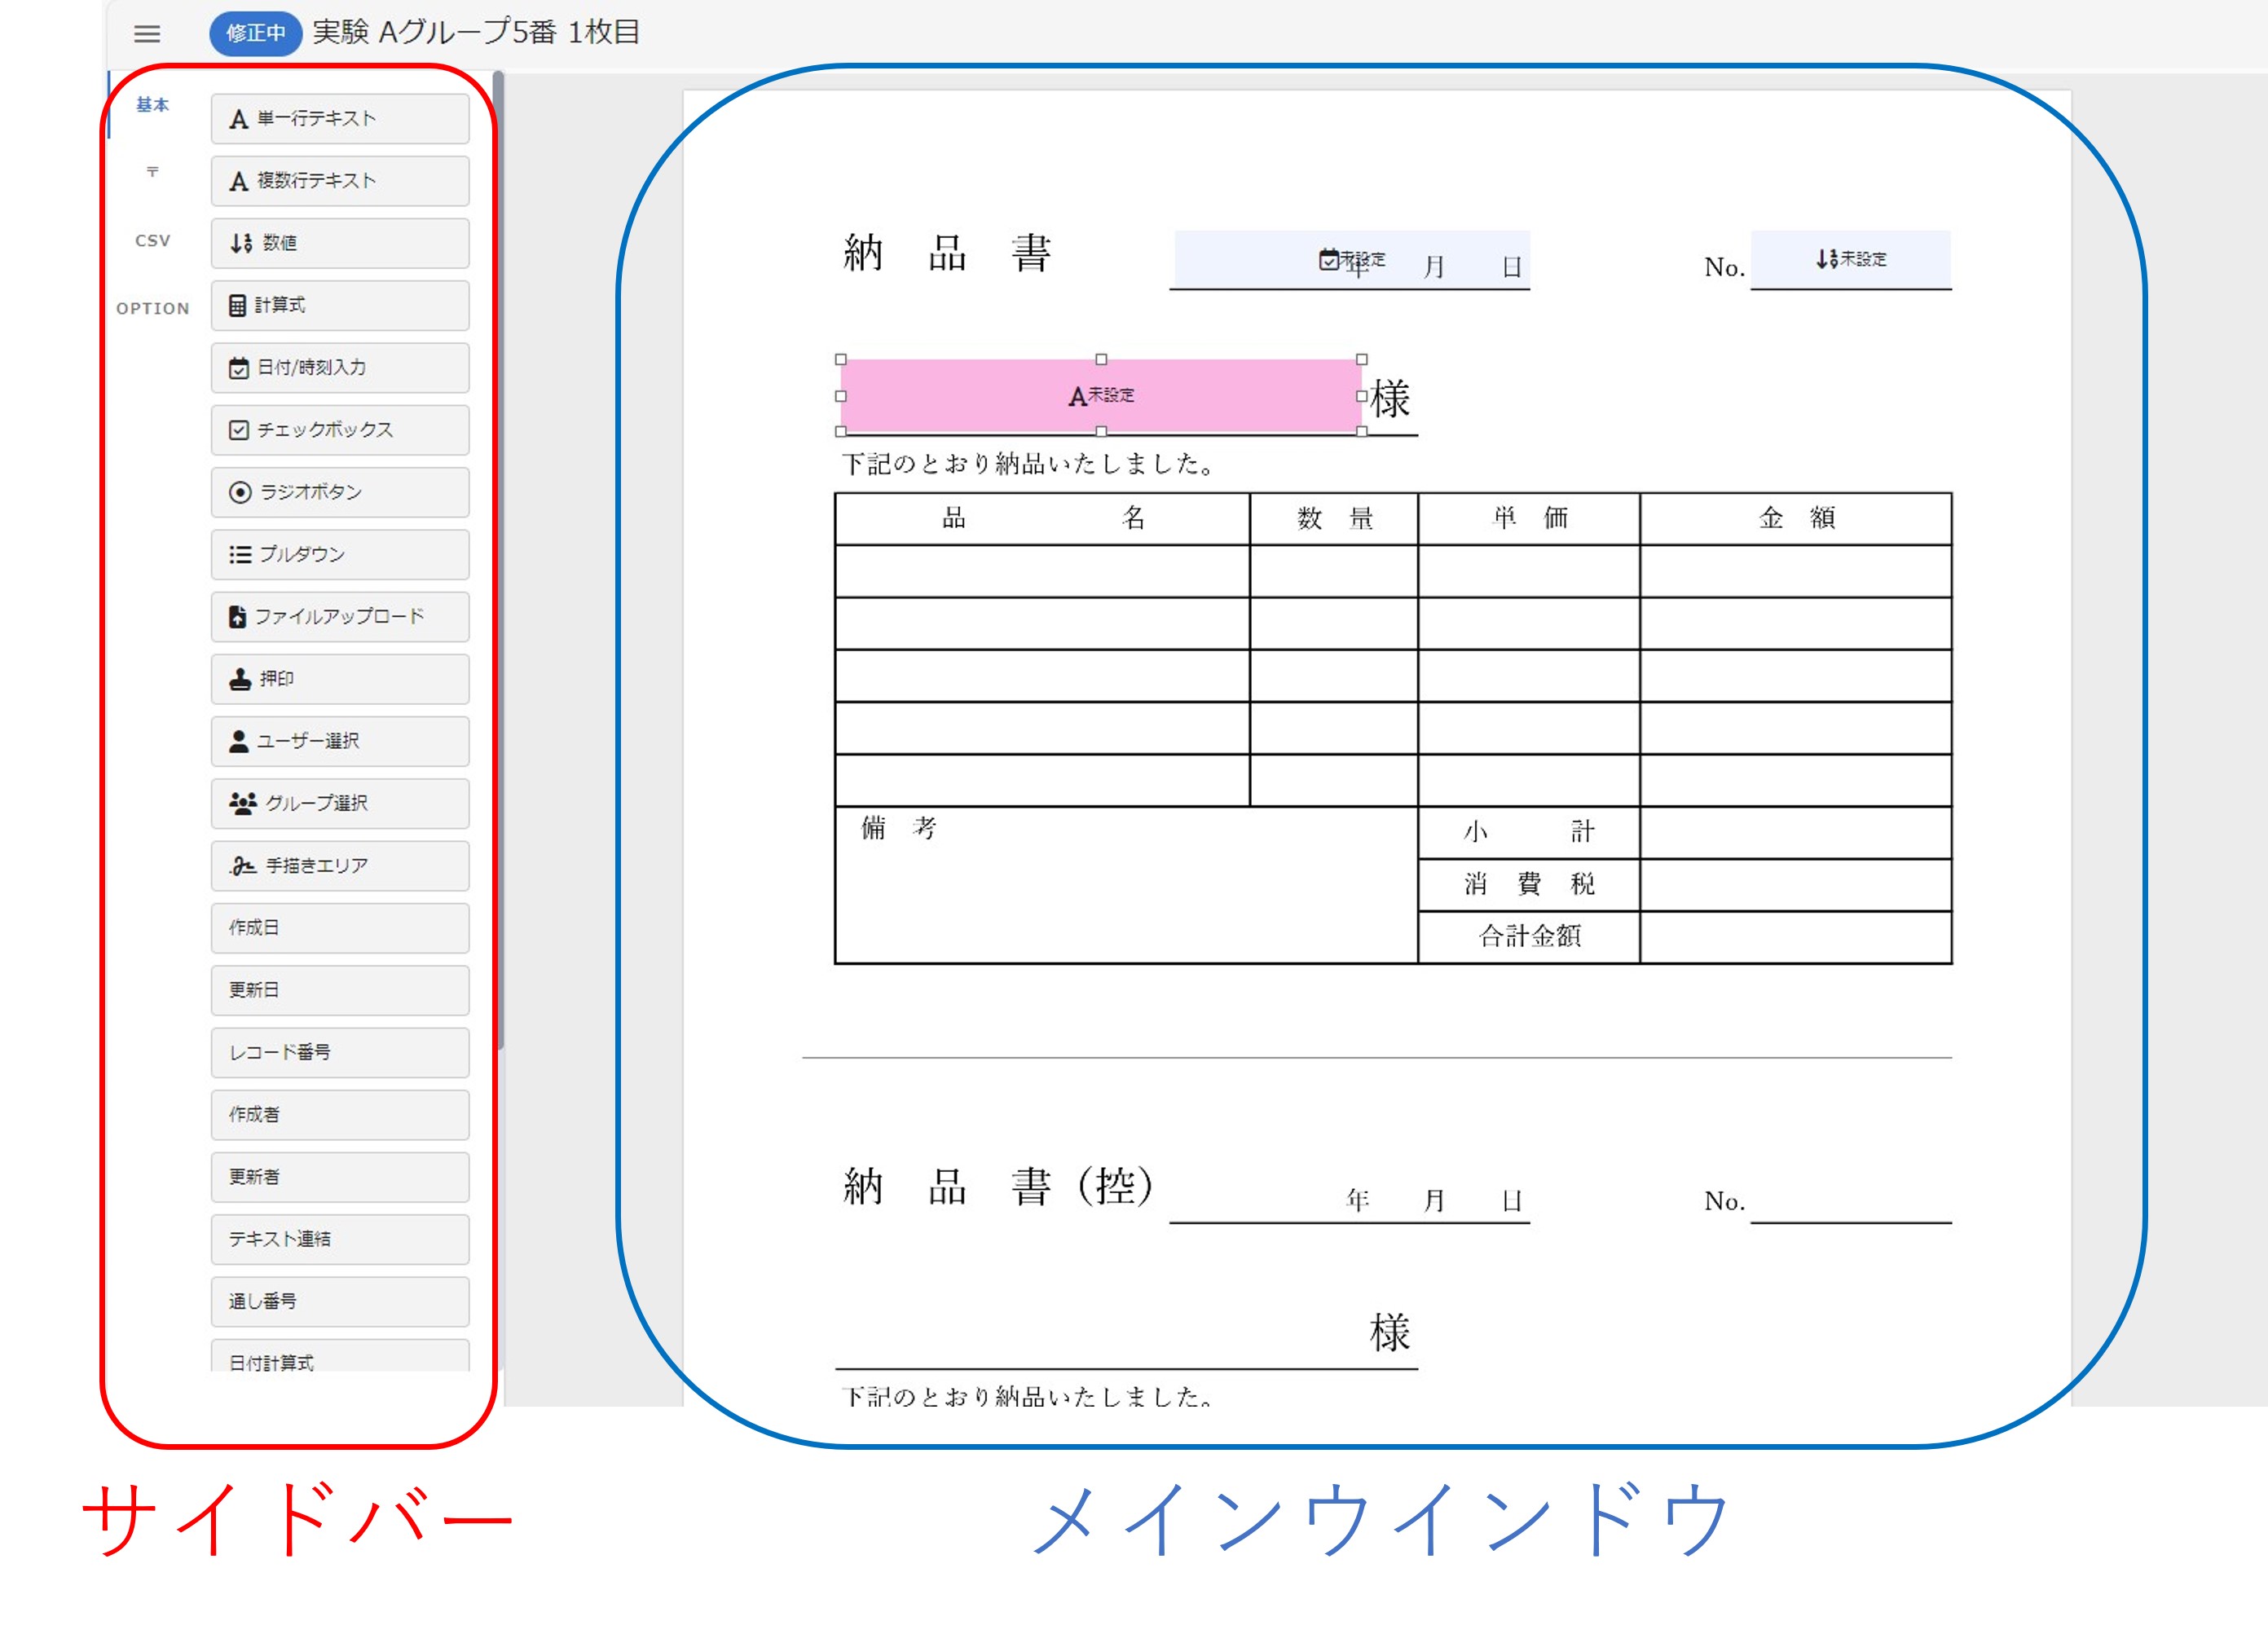 修正中 実験 Aグループ5番 1枚目
基本
〒
CSV
OPTION
単一行テキスト
複数行テキスト
数値
計算式
日付/時刻入力
チェックボックス
ラジオボタン
プルダウン
ファイルアップロード
押印
ユーザー選択
グループ選択
手描きエリア
作成日
更新日
レコード番号
作成者
更新者
テキスト連結
通し番号
日付計算式
納 品 書 未設定 年 月 日 No. 未設定
A未設定 様
下記のとおり納品いたしました。
品 名 数 量 単 価 金 額
備 考 小 計
消 費 税
合計金額
納 品 書(控) 年 月 日 No.
様
下記のとおり納品いたしました。
サイドバー メインウインドウ